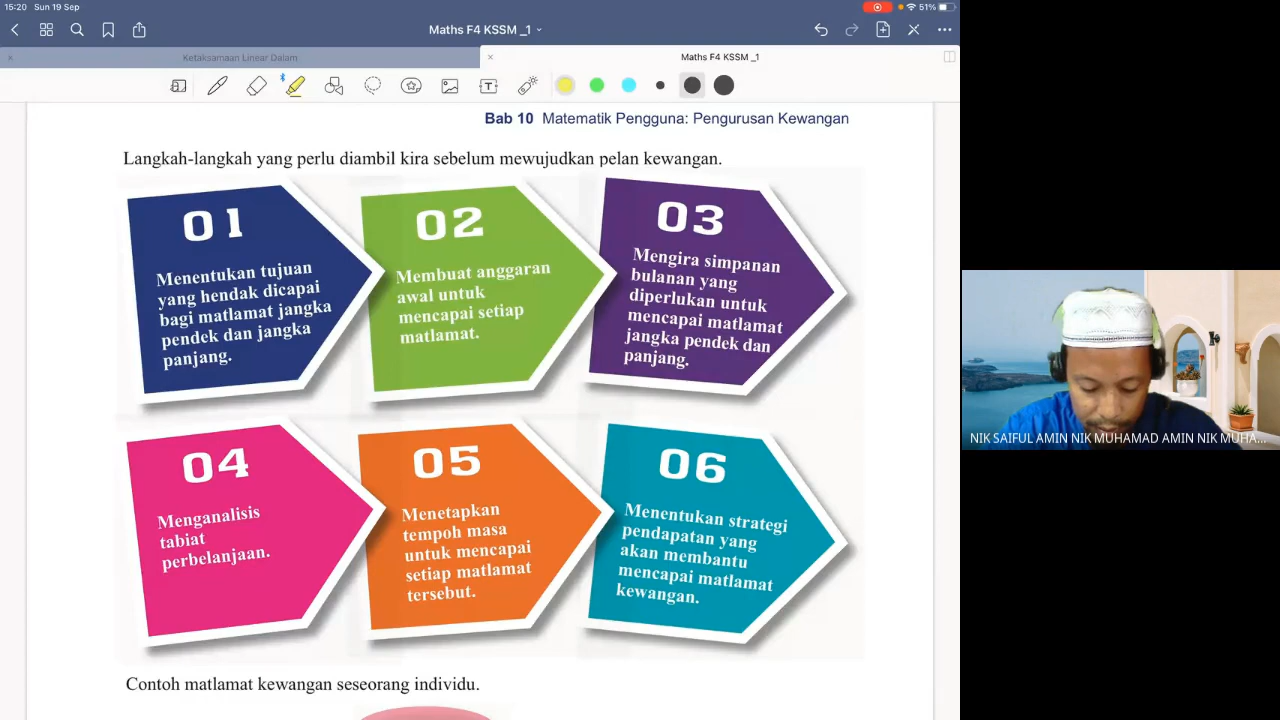 15:20 Sun 19 Sep
51%
Maths F4 KSSM _1
Ketaksamaan Linear Dalam
Maths F4 KSSM _1
Bab 10 Matematik Pengguna: Pengurusan Kewangan
Langkah-langkah yang perlu diambil kira sebelum mewujudkan pelan kewangan.
01
Menentukan tujuan
yang hendak dicapai
bagi matlamat jangka
pendek dan jangka
panjang.
02
Membuat anggaran
awal untuk
mencapai setiap
matlamat.
03
Mengira simpanan
bulanan yang
diperlukan untuk
mencapai matlamat
jangka pendek dan
panjang.
04
Menganalisis
tabiat
perbelanjaan.
05
Menetapkan
tempoh masa
untuk mencapai
setiap matlamat
tersebut.
06
Menentukan strategi
pendapatan yang
akan membantu
mencapai matlamat
kewangan.
Contoh matlamat kewangan seseorang individu.
NIK SAIFUL AMIN NIK MUHAMAD AMIN NIK MUHA...